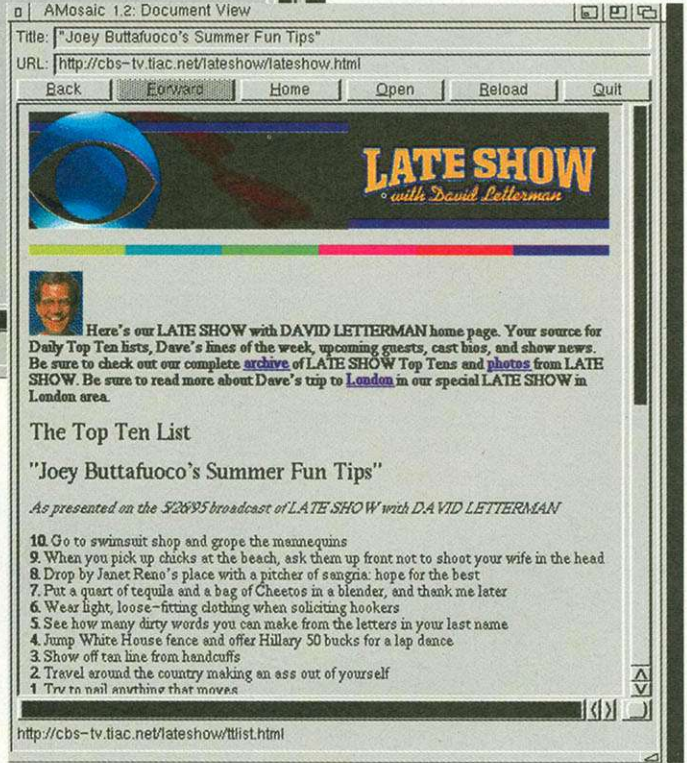 AMosaic 1.2: Document View
Title: "Joey Buttafuoco's Summer Fun Tips"
URL: http://cbs-tv.tiac.net/lateshow/lateshow.html
Back Forward Home Open Reload Quit
LATE SHOW
with David Letterman
Here's our LATE SHOW with DAVID LETTERMAN home page. Your source for
Daily Top Ten lists, Dave's lines of the week, upcoming guests, cast bios, and show news.
Be sure to check out our complete archive of LATE SHOW Top Tens and photos from LATE
SHOW. Be sure to read more about Dave's trip to London in our special LATE SHOW in
London area.
The Top Ten List
"Joey Buttafuoco's Summer Fun Tips"
As presented on the 5/26/95 broadcast of LATE SHOW with DAVID LETTERMAN
10. Go to swimsuit shop and grope the mannequins
9. When you pick up chicks at the beach, ask them up front not to shoot your wife in the head
8. Drop by Janet Reno's place with a pitcher of sangria: hope for the best
7. Put a quart of tequila and a bag of Cheetos in a blender, and thank me later
6. Wear light, loose-fitting clothing when soliciting hookers
5. See how many dirty words you can make from the letters in your last name
4. Jump White House fence and offer Hillary 50 bucks for a lap dance
3. Show off tan line from handcuffs
2. Travel around the country making an ass out of yourself
1. Try to nail anything that moves
http://cbs-tv.tiac.net/lateshow/ttlist.html